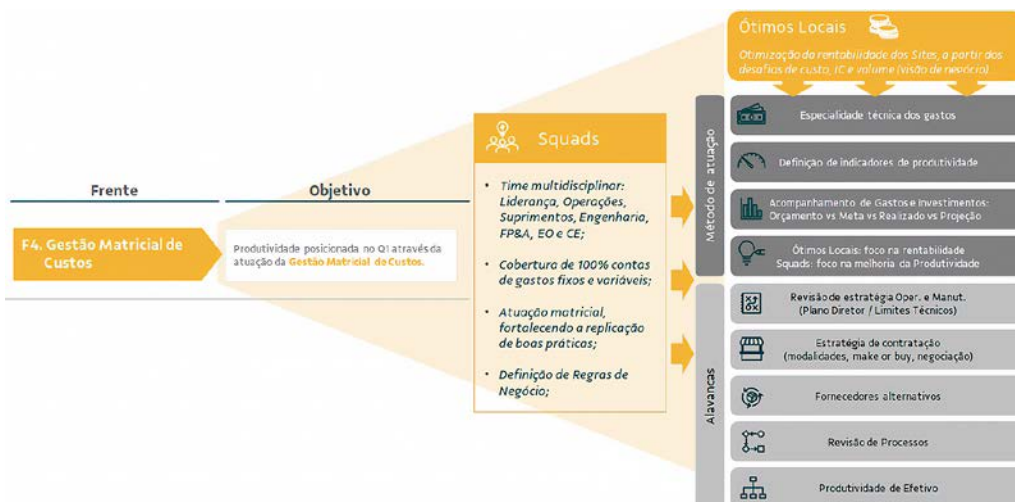 Frente
Objetivo
F4. Gestão Matricial de
Custos
Produtividade posicionada no Q1 através da
atuação da Gestão Matricial de Custos.
Squads
• Time multidisciplinar:
Liderança, Operações,
Suprimentos, Engenharia,
FP&A, EO e CE;
• Cobertura de 100% contas
de gastos fixos e variáveis;
• Atuação matricial,
fortalecendo a replicação
de boas práticas;
• Definição de Regras de
Negócio;
Ótimos Locais
Otimização da rentabilidade dos Sites, a partir dos
desafios de custo, IC e volume (visão de negócio)
Método de atuação
Especialidade técnica dos gastos
Definição de indicadores de produtividade
Acompanhamento de Gastos e Investimentos:
Orçamento vs Meta vs Realizado vs Projeção
Ótimos Locais: foco na rentabilidade
Squads: foco na melhoria da Produtividade
Alavancas
Revisão de estratégia Oper. e Manut.
(Plano Diretor / Limites Técnicos)
Estratégia de contratação
(modalidades, make or buy, negociação)
Fornecedores alternativos
Revisão de Processos
Produtividade de Efetivo